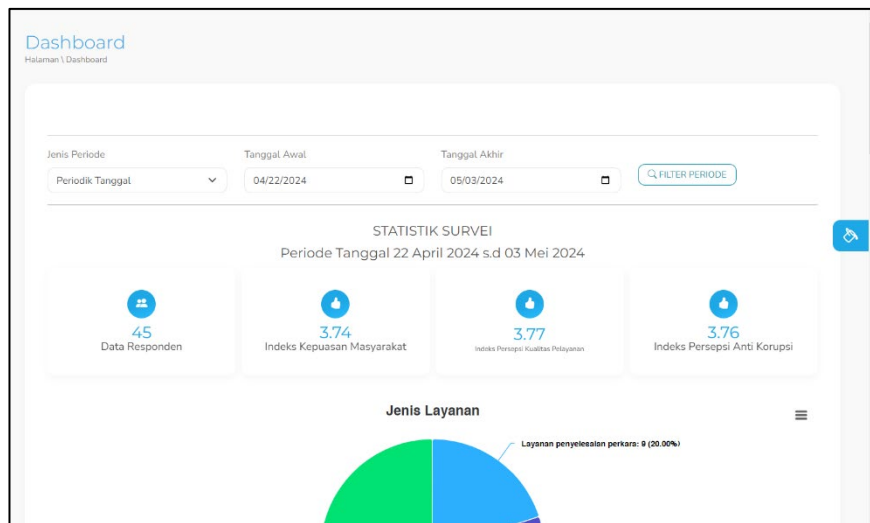 Dashboard
Halaman \ Dashboard
Jenis Periode
Tanggal Awal
Tanggal Akhir
Periodik Tanggal
04/22/2024
05/03/2024
FILTER PERIODE
STATISTIK SURVEI
Periode Tanggal 22 April 2024 s.d 03 Mei 2024
45
Data Responden
3.74
Indeks Kepuasan Masyarakat
3.77
Indeks Persepsi Kualitas Pelayanan
3.76
Indeks Persepsi Anti Korupsi
Jenis Layanan
Layanan penyelesaian perkara: 9 (20.00%)